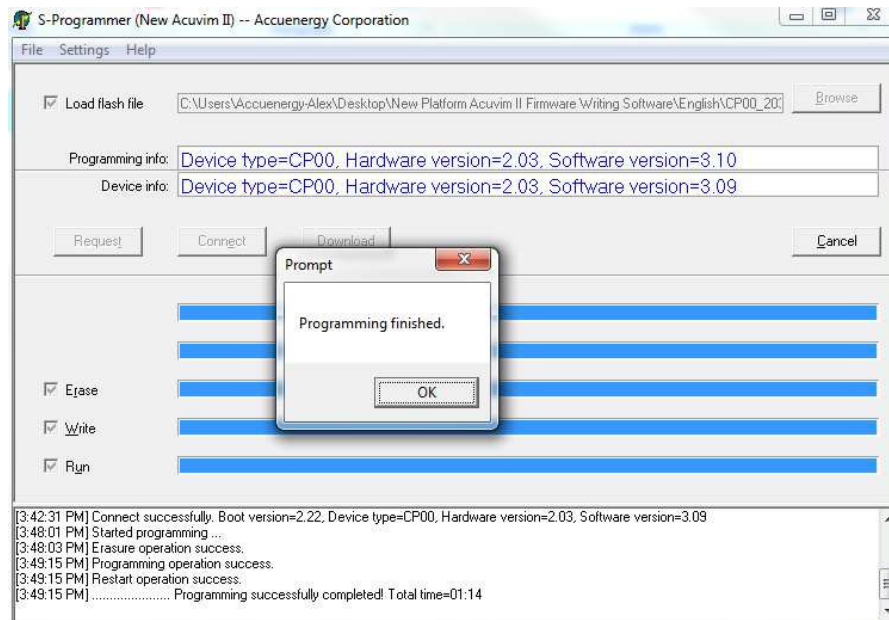 S-Programmer (New Acuvim II) -- Accuenergy Corporation
File Settings Help
Load flash file C:\Users\Accuenergy-Alex\Desktop\New Platform Acuvim II Firmware Writing Software\English\CP00_20 Browse
Programming info: Device type=CP00, Hardware version=2.03, Software version=3.10
Device info: Device type=CP00, Hardware version=2.03, Software version=3.09
Request Connect Download Cancel
Prompt
Programming finished.
OK
Erase
Write
Run
[3:42:31 PM] Connect successfully. Boot version=2.22, Device type=CP00, Hardware version=2.03, Software version=3.09
[3:48:01 PM] Started programming ...
[3:48:03 PM] Erasure operation success.
[3:49:15 PM] Programming operation success.
[3:49:15 PM] Restart operation success.
[3:49:15 PM] ...................... Programming successfully completed! Total time=01:14